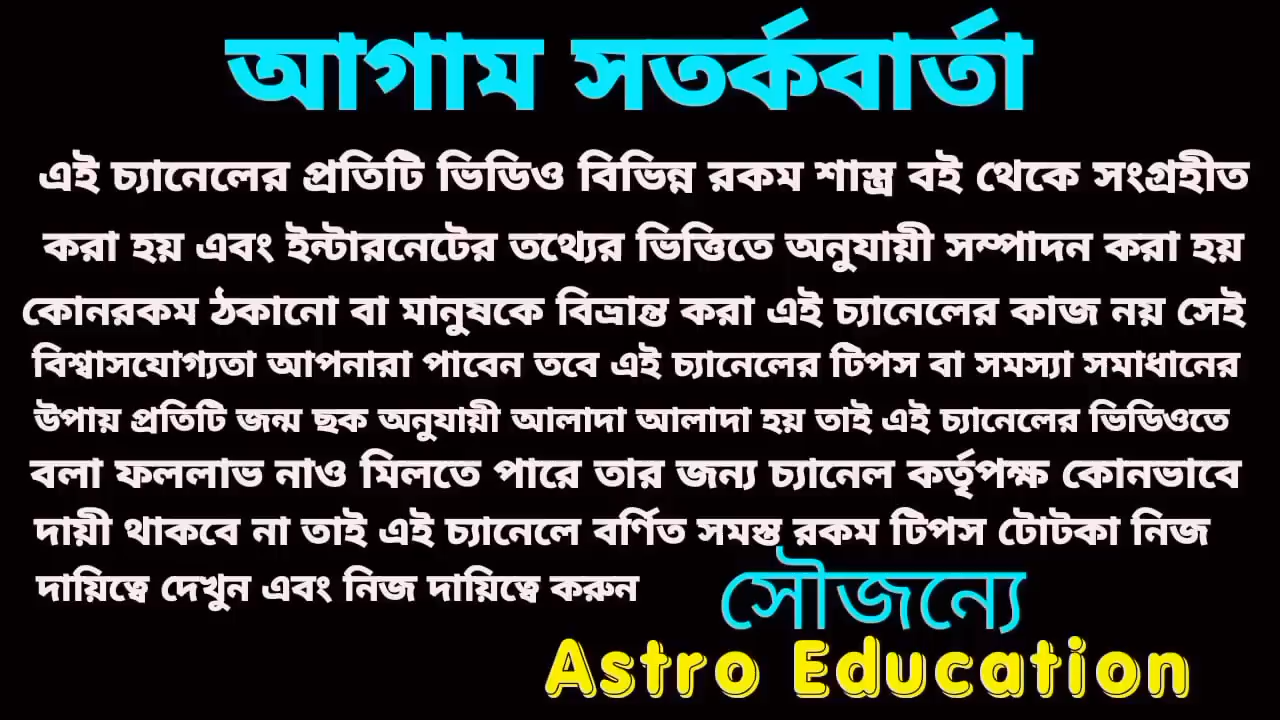 আগাম সতর্কবার্তা
এই চ্যানেলের প্রতিটি ভিডিও বিভিন্ন রকম শাস্ত্র বই থেকে সংগ্রহীত
করা হয় এবং ইন্টারনেটের তথ্যের ভিত্তিতে অনুযায়ী সম্পাদন করা হয়
কোনরকম ঠকানো বা মানুষকে বিভ্রান্ত করা এই চ্যানেলের কাজ নয় সেই
বিশ্বাসযোগ্যতা আপনারা পাবেন তবে এই চ্যানেলের টিপস বা সমস্যা সমাধানের
উপায় প্রতিটি জন্ম ছক অনুযায়ী আলাদা আলাদা হয় তাই এই চ্যানেলের ভিডিওতে
বলা ফললাভ নাও মিলতে পারে তার জন্য চ্যানেল কর্তৃপক্ষ কোনভাবে
দায়ী থাকবে না তাই এই চ্যানেলে বর্ণিত সমস্ত রকম টিপস টোটকা নিজ
দায়িত্বে দেখুন এবং নিজ দায়িত্বে করুন
সৌজন্যে
Astro Education